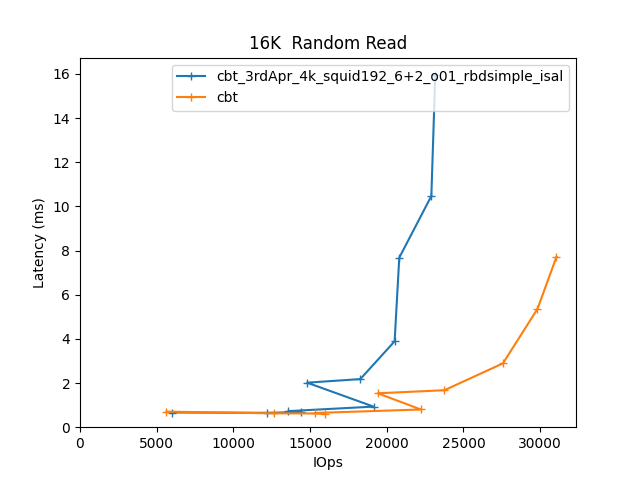 16K  Random Read
cbt_3rdApr_4k_squid192_6+2_o01_rbdsimple_isal
cbt
16
14
12
10
8
6
4
2
0
Latency (ms)
0 5000 10000 15000 20000 25000 30000
IOps